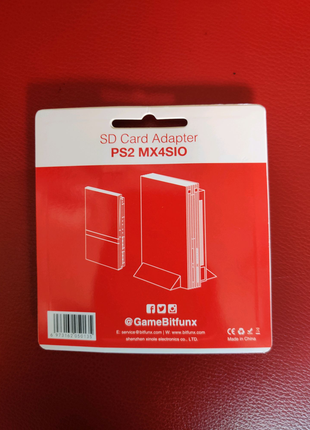 SD Card Adapter
PS2 MX4SIO
@GameBitfunx
E: service@bitfunx.com | W: www.bitfunx.com
shenzhen xinole electronics co., LTD.
Made in China